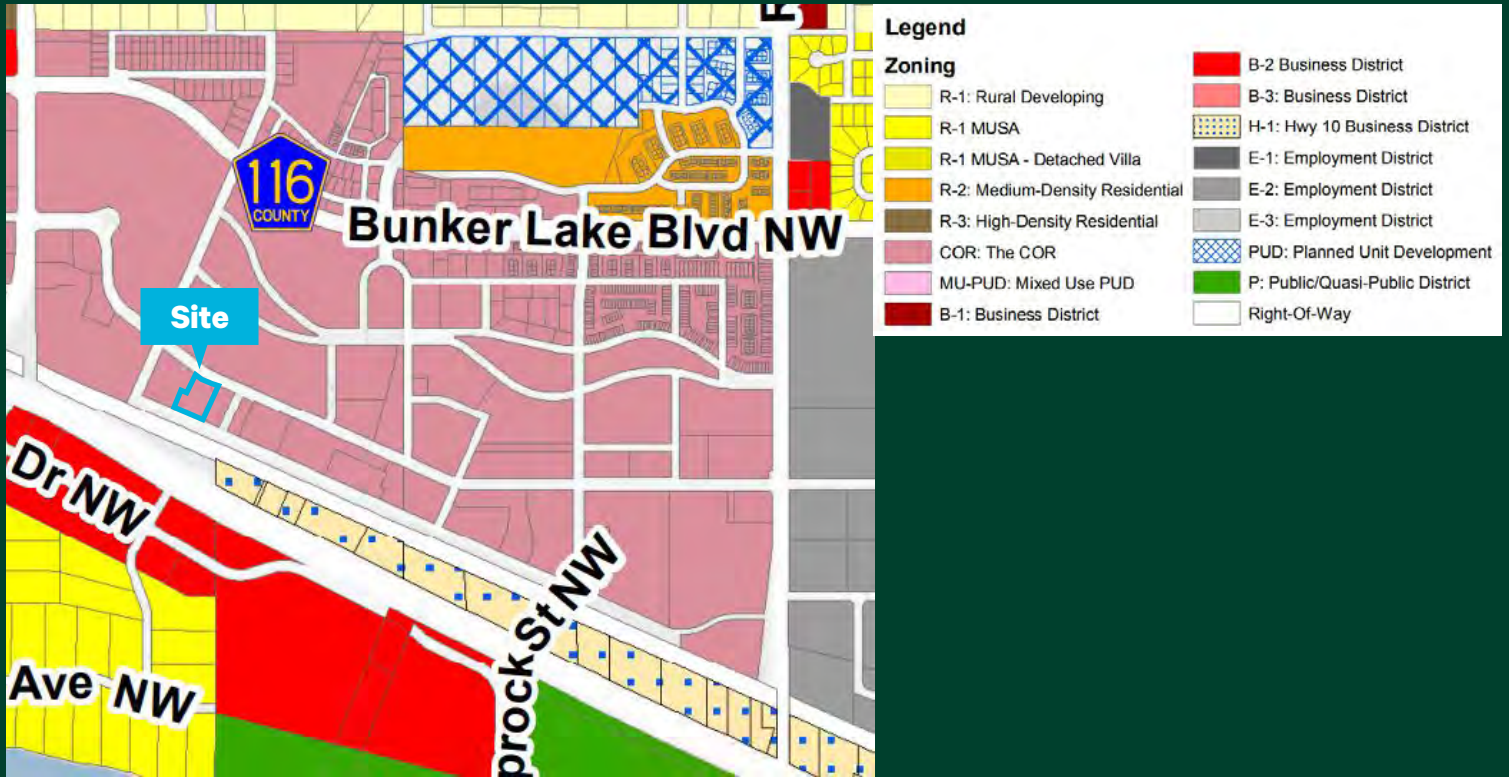 116
COUNTY
Bunker Lake Blvd NW
Site
Dr NW
prock St NW
Ave NW
Legend
Zoning
R-1: Rural Developing
R-1 MUSA
R-1 MUSA - Detached Villa
R-2: Medium-Density Residential
R-3: High-Density Residential
COR: The COR
MU-PUD: Mixed Use PUD
B-1: Business District
B-2 Business District
B-3: Business District
H-1: Hwy 10 Business District
E-1: Employment District
E-2: Employment District
E-3: Employment District
PUD: Planned Unit Development
P: Public/Quasi-Public District
Right-Of-Way